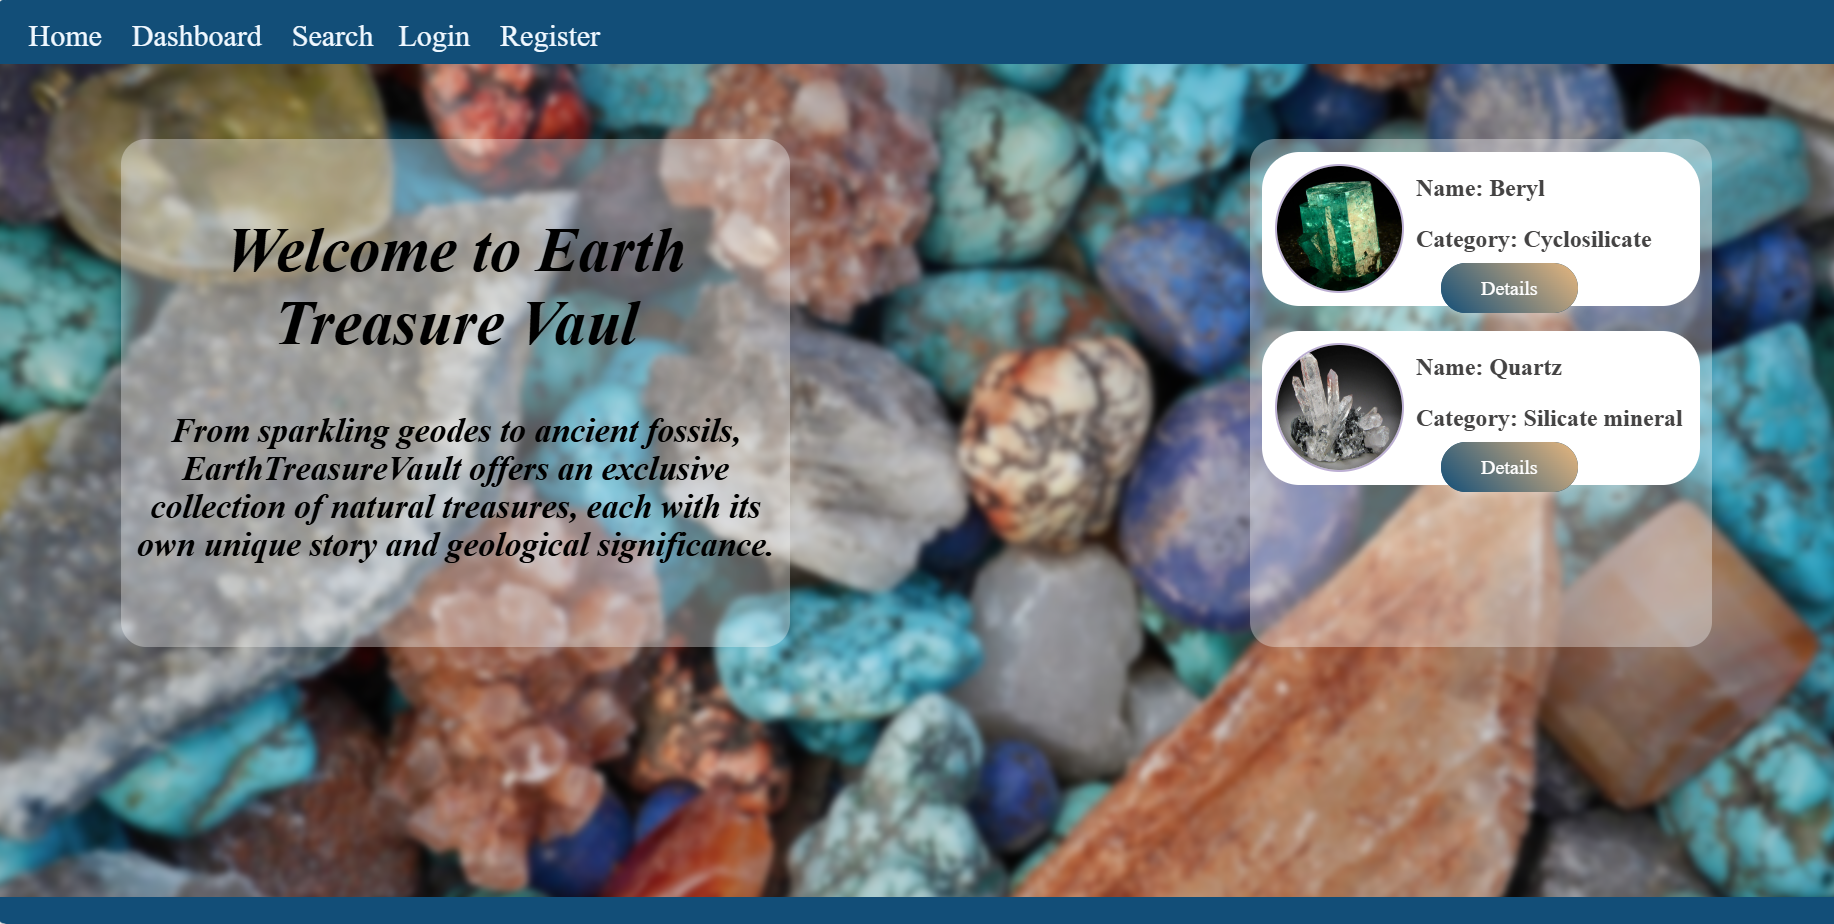 Home Dashboard Search Login Register
Welcome to Earth
Treasure Vaul
From sparkling geodes to ancient fossils,
EarthTreasureVault offers an exclusive
collection of natural treasures, each with its
own unique story and geological significance.
Name: Beryl
Category: Cyclosilicate
Details
Name: Quartz
Category: Silicate mineral
Details